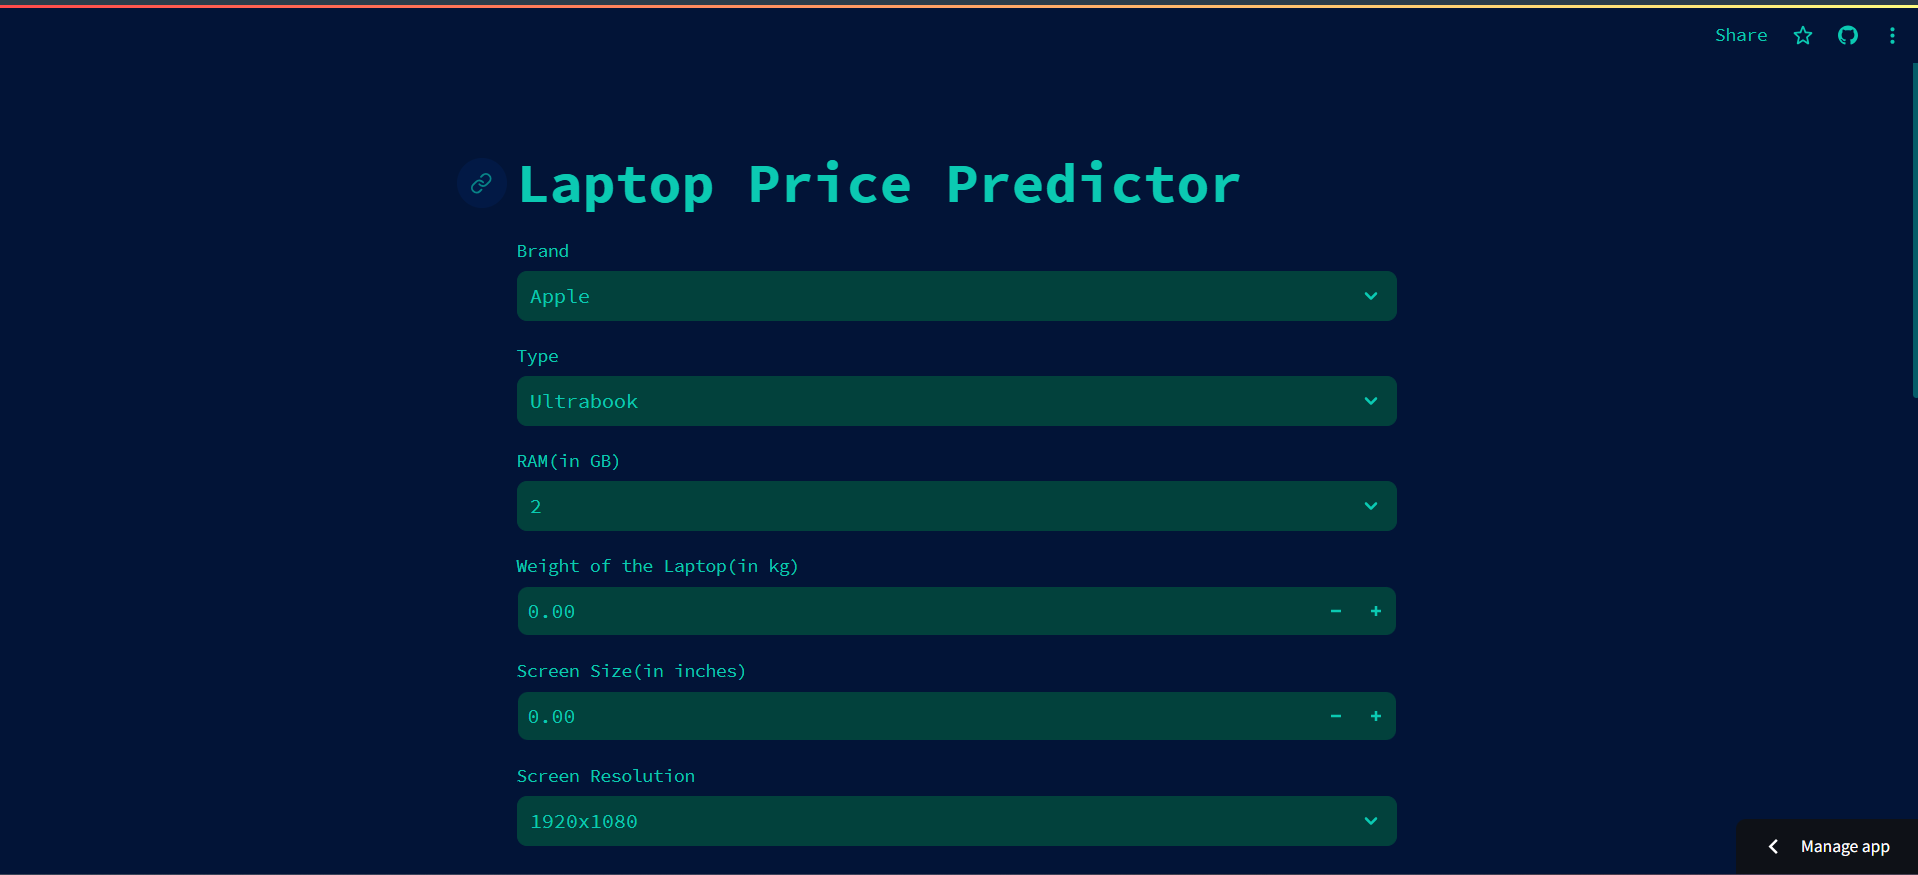 Share
Laptop Price Predictor
Brand
Apple
Type
Ultrabook
RAM(in GB)
2
Weight of the Laptop(in kg)
0.00
Screen Size(in inches)
0.00
Screen Resolution
1920x1080
Manage app